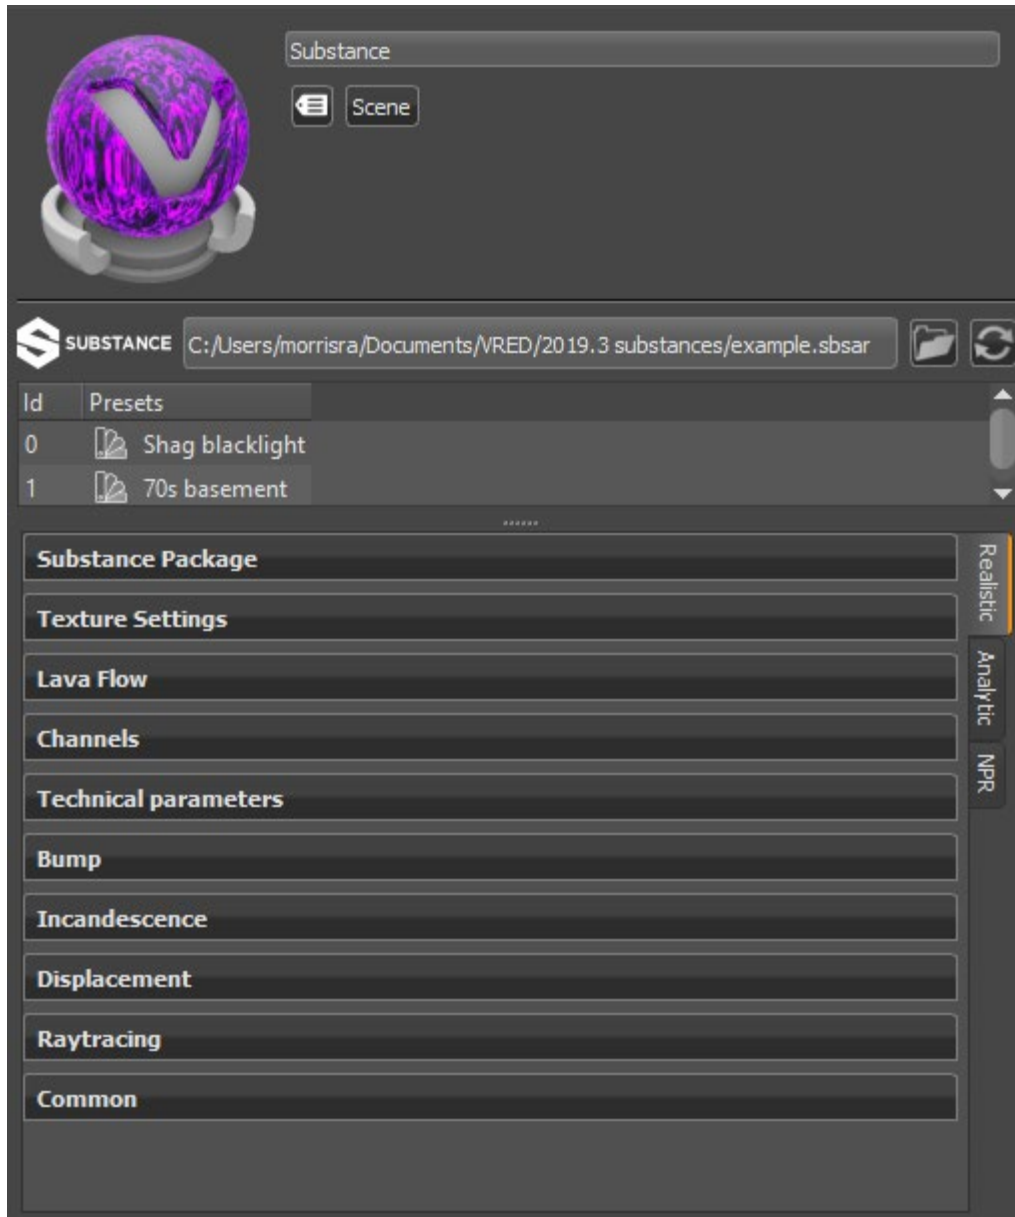 Substance
Scene
SUBSTANCE C:/Users/morrisra/Documents/VRED/2019.3 substances/example.sbsar
Id Presets
0 Shag blacklight
1 70s basement
Substance Package
Texture Settings
Lava Flow
Channels
Technical parameters
Bump
Incandescence
Displacement
Raytracing
Common
Realistic
Analytic
NPR